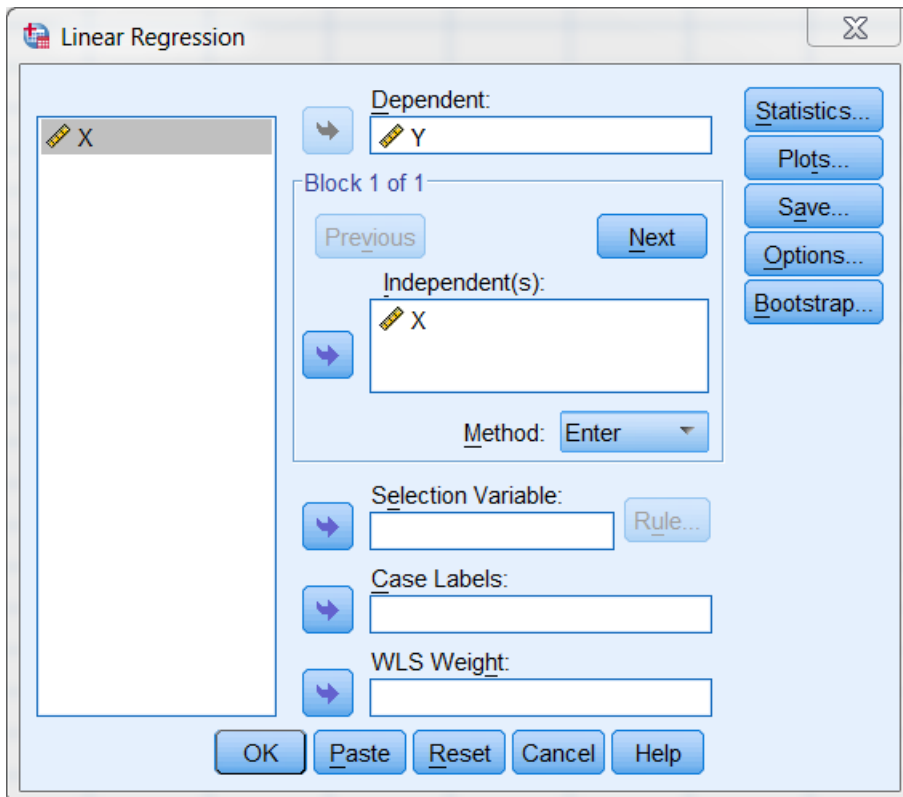 Linear Regression
X
Dependent:
Y
Block 1 of 1
Previous
Next
Independent(s):
X
Method:
Enter
Selection Variable:
Rule...
Case Labels:
WLS Weight:
Statistics...
Plots...
Save...
Options...
Bootstrap...
OK
Paste
Reset
Cancel
Help